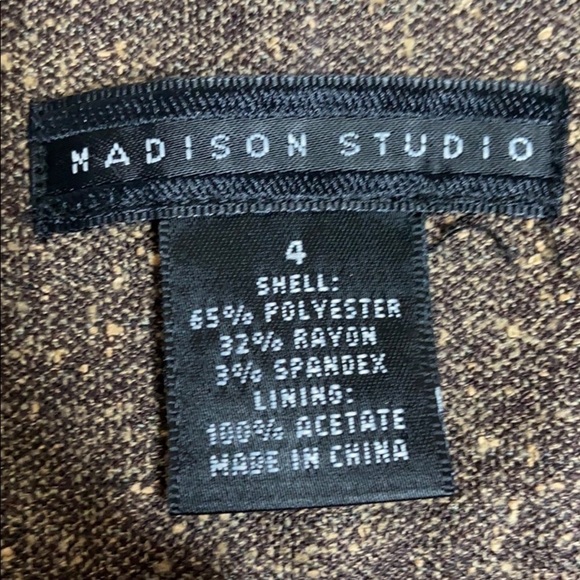 MADISON STUDIO
4
SHELL:
65% POLYESTER
32% RAYON
3% SPANDEX
LINING:
100% ACETATE
MADE IN CHINA